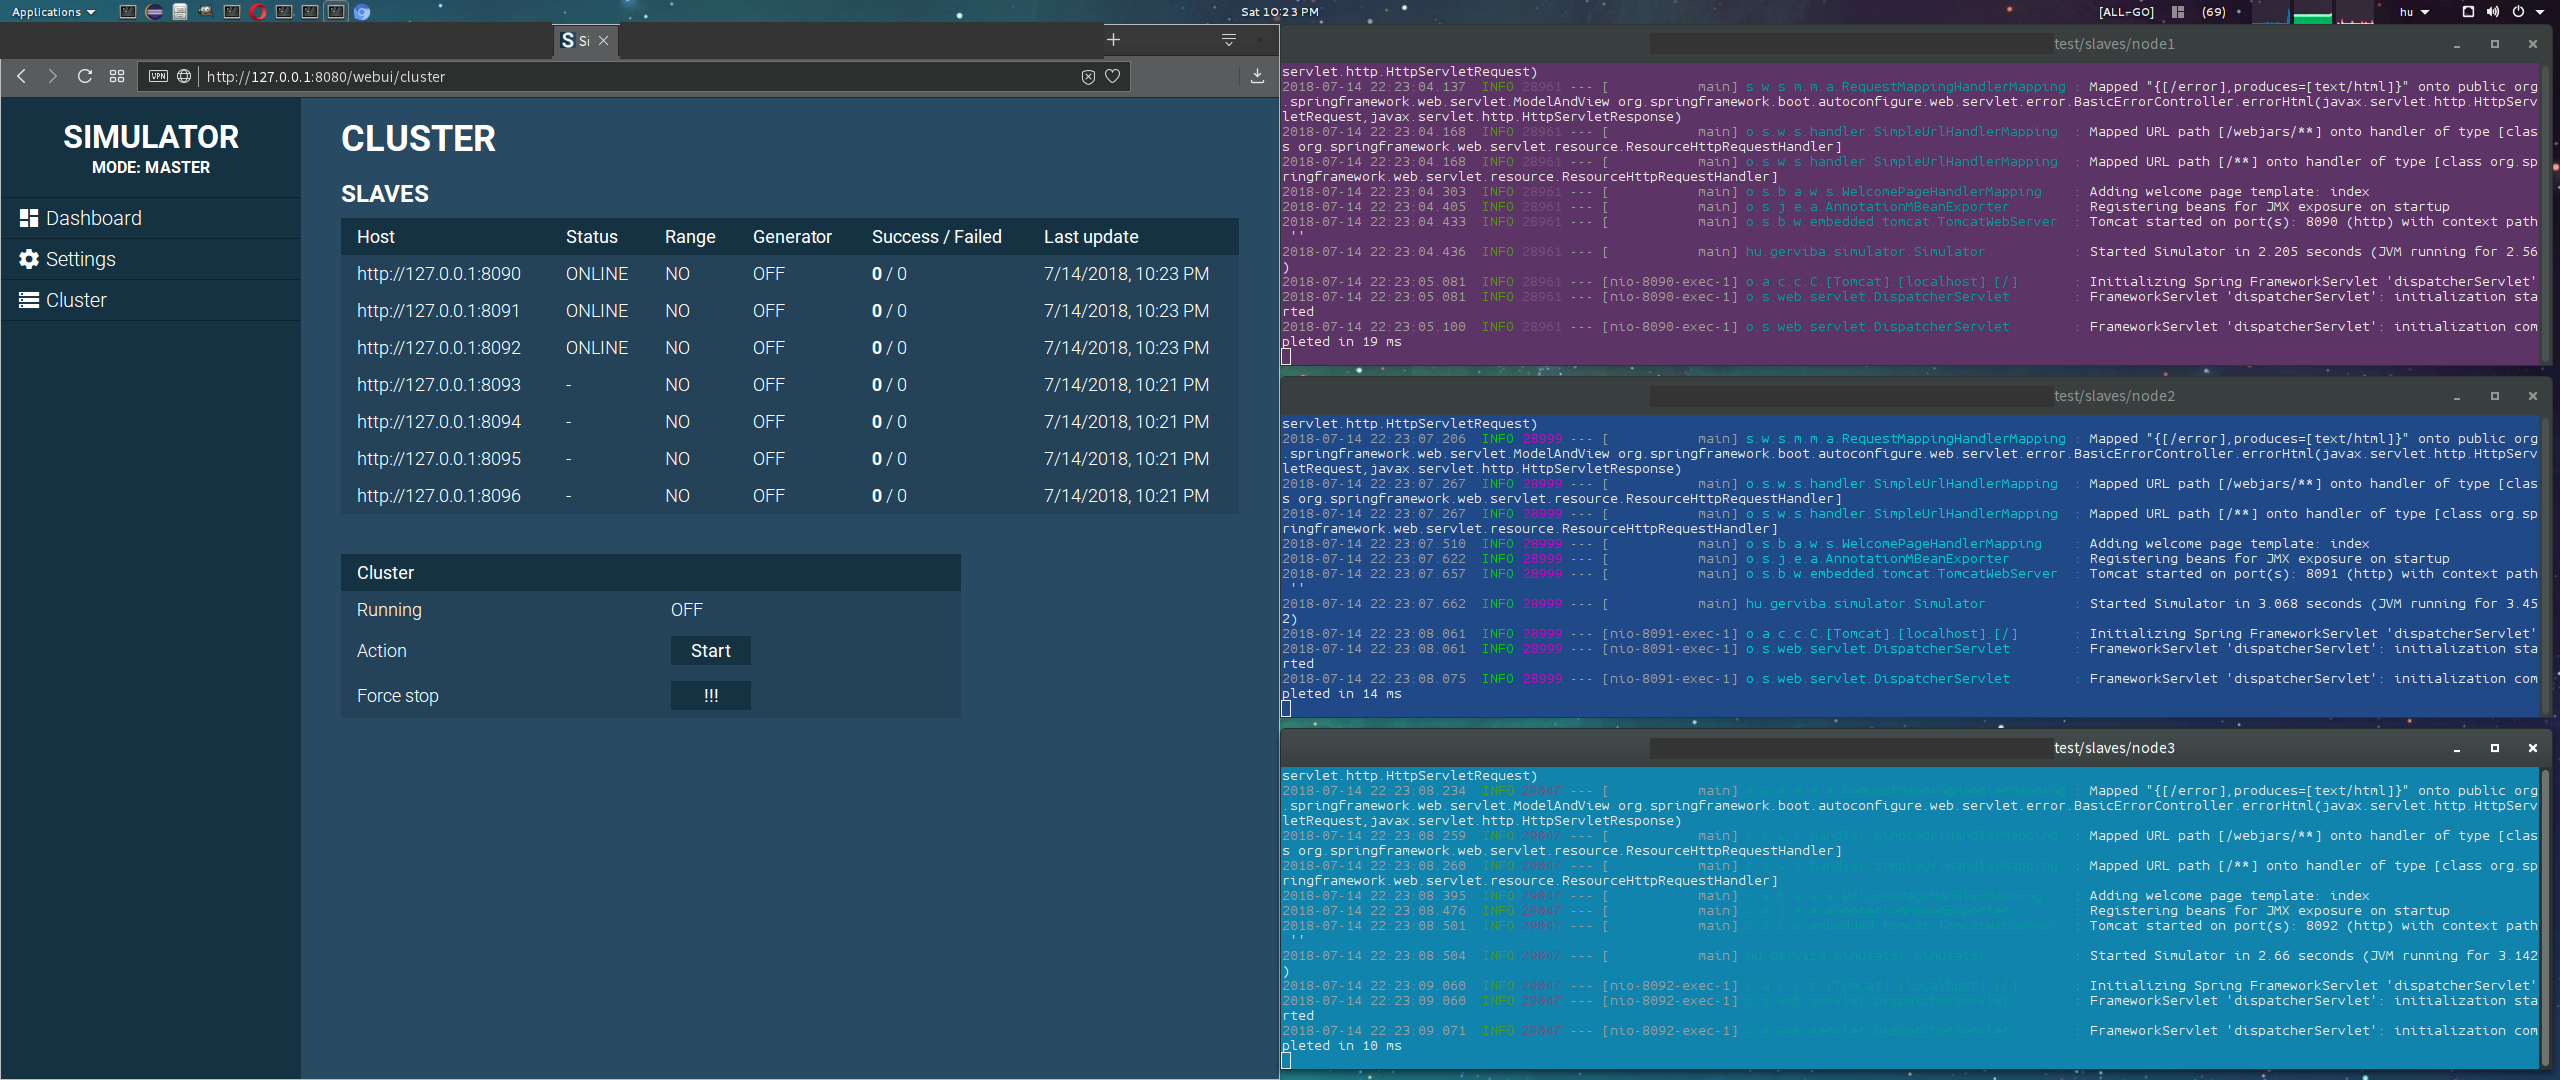 Applications
Sat 10:23 PM
[ALL-GO]
(69)
hu
Si
VPN
http://127.0.0.1:8080/webui/cluster
SIMULATOR
MODE: MASTER
Dashboard
Settings
Cluster
CLUSTER
SLAVES
Host Status Range Generator Success / Failed Last update
http://127.0.0.1:8090 ONLINE NO OFF 0 / 0 7/14/2018, 10:23 PM
http://127.0.0.1:8091 ONLINE NO OFF 0 / 0 7/14/2018, 10:23 PM
http://127.0.0.1:8092 ONLINE NO OFF 0 / 0 7/14/2018, 10:23 PM
http://127.0.0.1:8093 - NO OFF 0 / 0 7/14/2018, 10:21 PM
http://127.0.0.1:8094 - NO OFF 0 / 0 7/14/2018, 10:21 PM
http://127.0.0.1:8095 - NO OFF 0 / 0 7/14/2018, 10:21 PM
http://127.0.0.1:8096 - NO OFF 0 / 0 7/14/2018, 10:21 PM
Cluster
Running OFF
Action Start
Force stop !!!
test/slaves/node1
servlet.http.HttpServletRequest)
2018-07-14 22:23:04.137 INFO 28961 --- [ main] s.w.s.m.m.a.RequestMappingHandlerMapping : Mapped "{[/error],produces=[text/html]}" onto public org
.springframework.web.servlet.ModelAndView org.springframework.boot.autoconfigure.web.servlet.error.BasicErrorController.errorHtml(javax.servlet.http.HttpServ
letRequest,javax.servlet.http.HttpServletResponse)
2018-07-14 22:23:04.168 INFO 28961 --- [ main] o.s.w.s.handler.SimpleUrlHandlerMapping : Mapped URL path [/webjars/**] onto handler of type [clas
s org.springframework.web.servlet.resource.ResourceHttpRequestHandler]
2018-07-14 22:23:04.168 INFO 28961 --- [ main] o.s.w.s.handler.SimpleUrlHandlerMapping : Mapped URL path [/**] onto handler of type [class org.sp
ringframework.web.servlet.resource.ResourceHttpRequestHandler]
2018-07-14 22:23:04.303 INFO 28961 --- [ main] o.s.b.a.w.s.WelcomePageHandlerMapping : Adding welcome page template: index
2018-07-14 22:23:04.405 INFO 28961 --- [ main] o.s.j.e.a.AnnotationMBeanExporter : Registering beans for JMX exposure on startup
2018-07-14 22:23:04.433 INFO 28961 --- [ main] o.s.b.w.embedded.tomcat.TomcatWebServer : Tomcat started on port(s): 8090 (http) with context path
''
2018-07-14 22:23:04.436 INFO 28961 --- [ main] hu.gerviba.simulator.Simulator : Started Simulator in 2.205 seconds (JVM running for 2.56
)
2018-07-14 22:23:05.081 INFO 28961 --- [nio-8090-exec-1] o.a.c.c.C.[Tomcat].[localhost].[/] : Initializing Spring FrameworkServlet 'dispatcherServlet'
2018-07-14 22:23:05.081 INFO 28961 --- [nio-8090-exec-1] o.s.web.servlet.DispatcherServlet : FrameworkServlet 'dispatcherServlet': initialization sta
rted
2018-07-14 22:23:05.100 INFO 28961 --- [nio-8090-exec-1] o.s.web.servlet.DispatcherServlet : FrameworkServlet 'dispatcherServlet': initialization com
pleted in 19 ms
test/slaves/node2
servlet.http.HttpServletRequest)
2018-07-14 22:23:07.206 INFO 28999 --- [ main] s.w.s.m.m.a.RequestMappingHandlerMapping : Mapped "{[/error],produces=[text/html]}" onto public org
.springframework.web.servlet.ModelAndView org.springframework.boot.autoconfigure.web.servlet.error.BasicErrorController.errorHtml(javax.servlet.http.HttpServ
letRequest,javax.servlet.http.HttpServletResponse)
2018-07-14 22:23:07.267 INFO 28999 --- [ main] o.s.w.s.handler.SimpleUrlHandlerMapping : Mapped URL path [/webjars/**] onto handler of type [clas
s org.springframework.web.servlet.resource.ResourceHttpRequestHandler]
2018-07-14 22:23:07.267 INFO 28999 --- [ main] o.s.w.s.handler.SimpleUrlHandlerMapping : Mapped URL path [/**] onto handler of type [class org.sp
ringframework.web.servlet.resource.ResourceHttpRequestHandler]
2018-07-14 22:23:07.510 INFO 28999 --- [ main] o.s.b.a.w.s.WelcomePageHandlerMapping : Adding welcome page template: index
2018-07-14 22:23:07.622 INFO 28999 --- [ main] o.s.j.e.a.AnnotationMBeanExporter : Registering beans for JMX exposure on startup
2018-07-14 22:23:07.657 INFO 28999 --- [ main] o.s.b.w.embedded.tomcat.TomcatWebServer : Tomcat started on port(s): 8091 (http) with context path
''
2018-07-14 22:23:07.662 INFO 28999 --- [ main] hu.gerviba.simulator.Simulator : Started Simulator in 3.068 seconds (JVM running for 3.45
2)
2018-07-14 22:23:08.061 INFO 28999 --- [nio-8091-exec-1] o.a.c.c.C.[Tomcat].[localhost].[/] : Initializing Spring FrameworkServlet 'dispatcherServlet'
2018-07-14 22:23:08.061 INFO 28999 --- [nio-8091-exec-1] o.s.web.servlet.DispatcherServlet : FrameworkServlet 'dispatcherServlet': initialization sta
rted
2018-07-14 22:23:08.075 INFO 28999 --- [nio-8091-exec-1] o.s.web.servlet.DispatcherServlet : FrameworkServlet 'dispatcherServlet': initialization com
pleted in 14 ms
test/slaves/node3
servlet.http.HttpServletRequest)
2018-07-14 22:23:08.234 INFO 29047 --- [ main] s.w.s.m.m.a.RequestMappingHandlerMapping : Mapped "{[/error],produces=[text/html]}" onto public org
.springframework.web.servlet.ModelAndView org.springframework.boot.autoconfigure.web.servlet.error.BasicErrorController.errorHtml(javax.servlet.http.HttpServ
letRequest,javax.servlet.http.HttpServletResponse)
2018-07-14 22:23:08.259 INFO 29047 --- [ main] o.s.w.s.handler.SimpleUrlHandlerMapping : Mapped URL path [/webjars/**] onto handler of type [clas
s org.springframework.web.servlet.resource.ResourceHttpRequestHandler]
2018-07-14 22:23:08.260 INFO 29047 --- [ main] o.s.w.s.handler.SimpleUrlHandlerMapping : Mapped URL path [/**] onto handler of type [class org.sp
ringframework.web.servlet.resource.ResourceHttpRequestHandler]
2018-07-14 22:23:08.395 INFO 29047 --- [ main] o.s.b.a.w.s.WelcomePageHandlerMapping : Adding welcome page template: index
2018-07-14 22:23:08.476 INFO 29047 --- [ main] o.s.j.e.a.AnnotationMBeanExporter : Registering beans for JMX exposure on startup
2018-07-14 22:23:08.501 INFO 29047 --- [ main] o.s.b.w.embedded.tomcat.TomcatWebServer : Tomcat started on port(s): 8092 (http) with context path
''
2018-07-14 22:23:08.504 INFO 29047 --- [ main] hu.gerviba.simulator.Simulator : Started Simulator in 2.66 seconds (JVM running for 3.142
)
2018-07-14 22:23:09.060 INFO 29047 --- [nio-8092-exec-1] o.a.c.c.C.[Tomcat].[localhost].[/] : Initializing Spring FrameworkServlet 'dispatcherServlet'
2018-07-14 22:23:09.060 INFO 29047 --- [nio-8092-exec-1] o.s.web.servlet.DispatcherServlet : FrameworkServlet 'dispatcherServlet': initialization sta
rted
2018-07-14 22:23:09.071 INFO 29047 --- [nio-8092-exec-1] o.s.web.servlet.DispatcherServlet : FrameworkServlet 'dispatcherServlet': initialization com
pleted in 10 ms